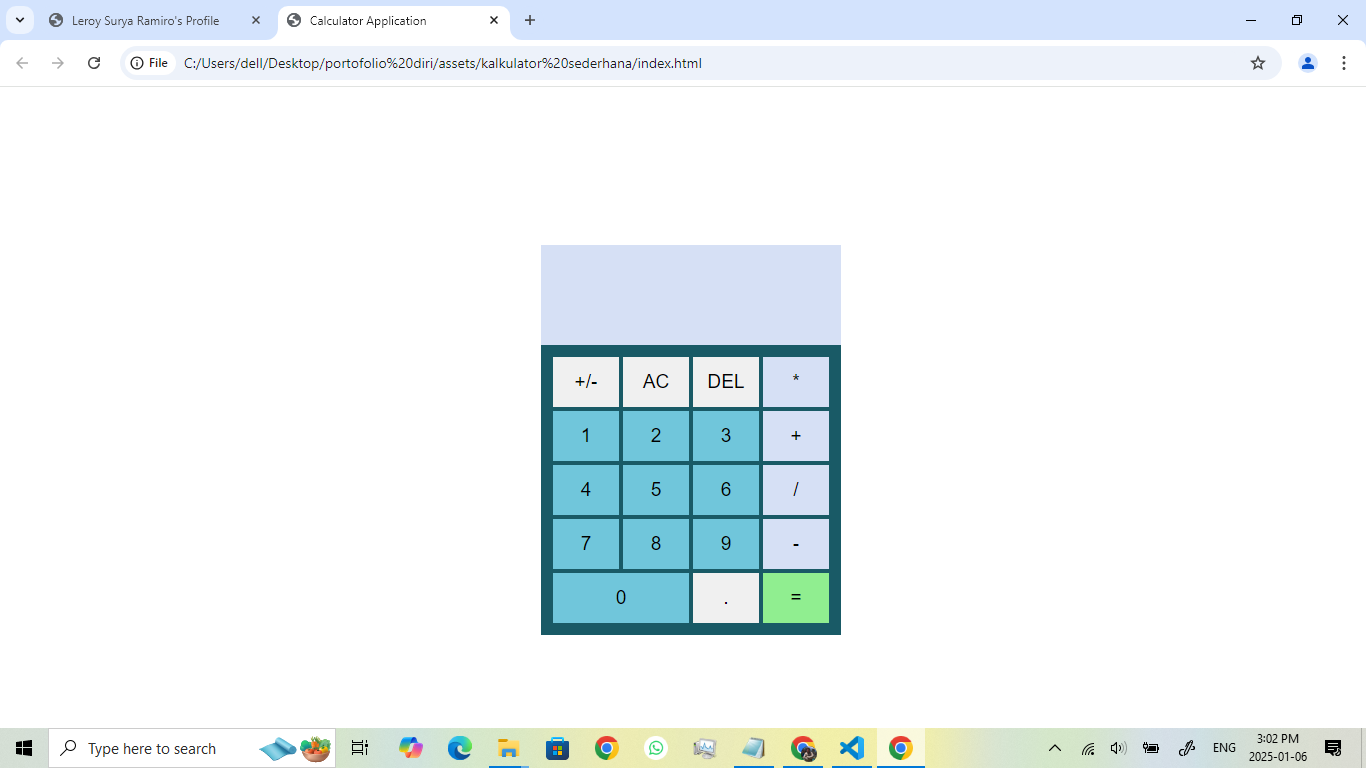 Leroy Surya Ramiro's Profile
Calculator Application
File
C:/Users/dell/Desktop/portofolio%20diri/assets/kalkulator%20sederhana/index.html
+/- AC DEL *
1 2 3 +
4 5 6 /
7 8 9 -
0 . =
Type here to search
ENG
3:02 PM
2025-01-06